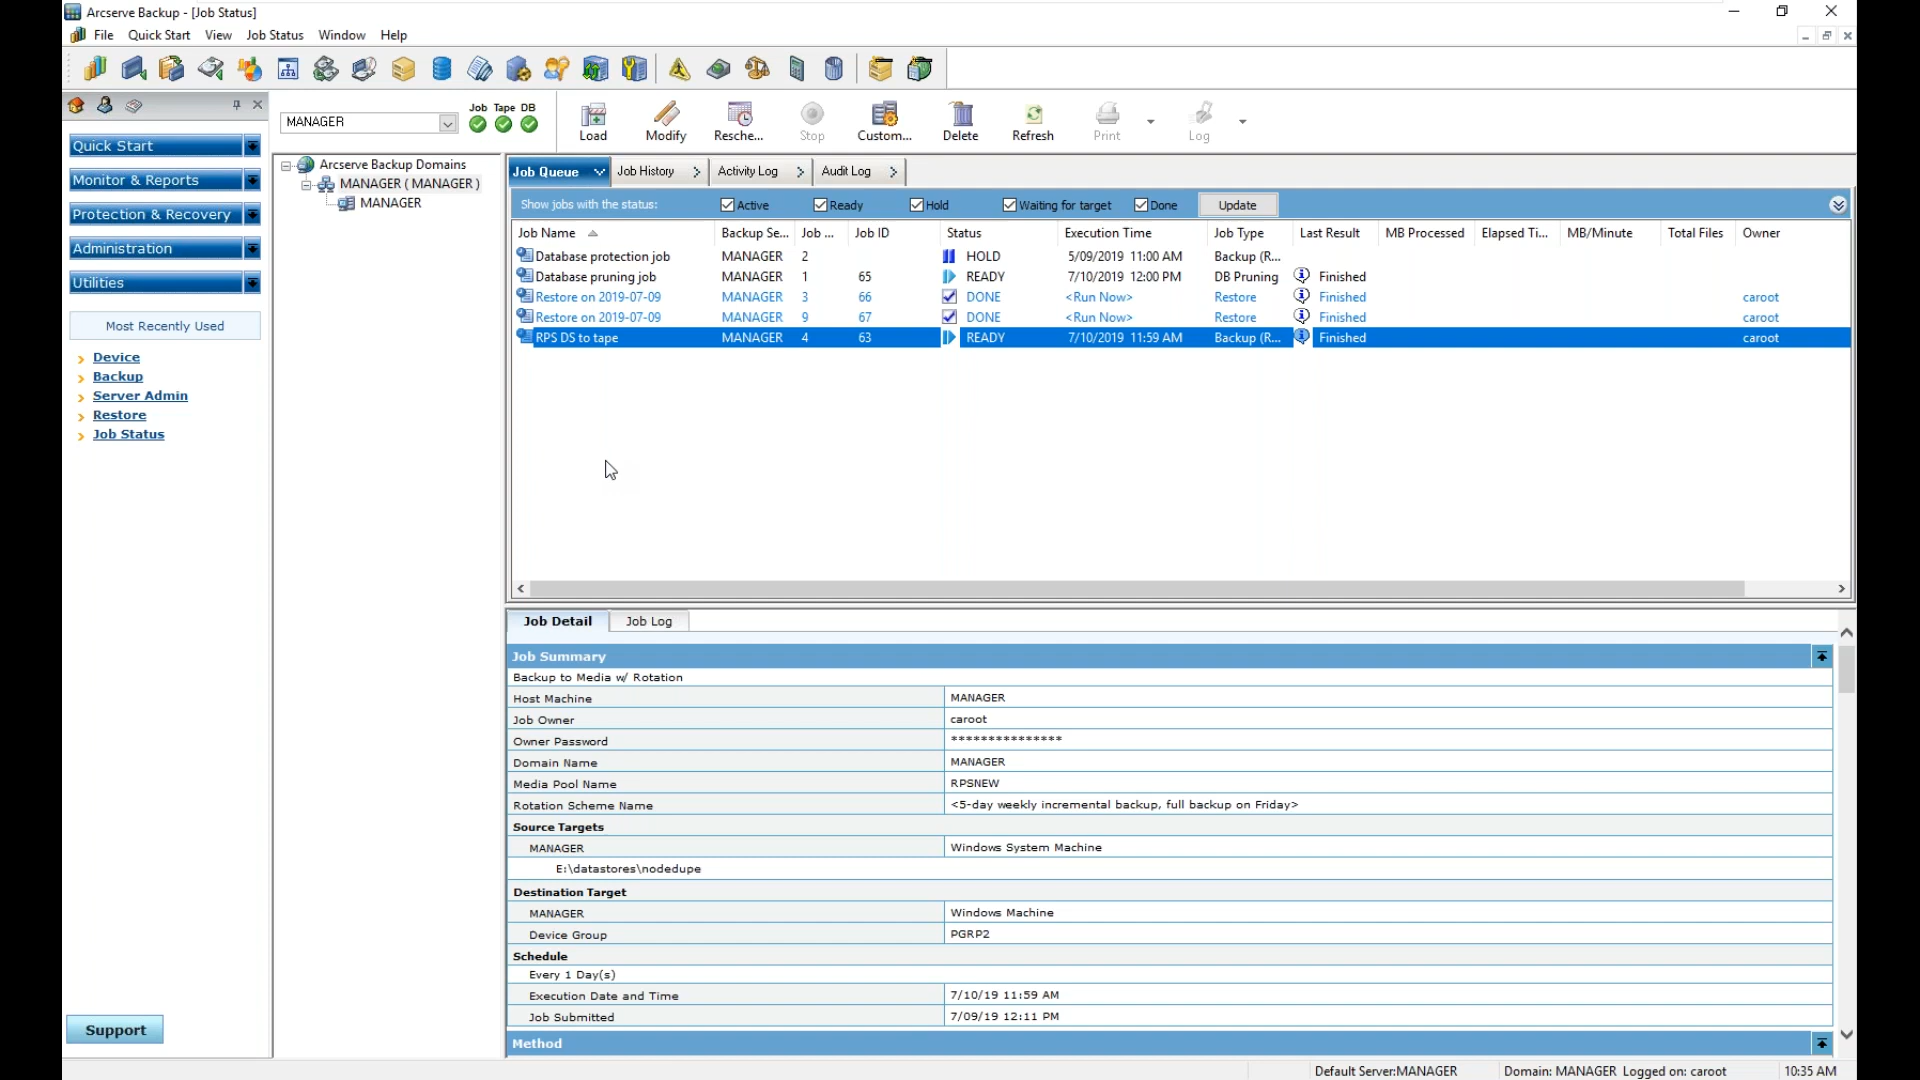 Arcserve Backup - [Job Status]
File Quick Start View Job Status Window Help
MANAGER
Job Tape DB
Load Modify Resche... Stop Custom... Delete Refresh Print Log
Quick Start
Monitor & Reports
Protection & Recovery
Administration
Utilities
Most Recently Used
Device
Backup
Server Admin
Restore
Job Status
Support
Arcserve Backup Domains
MANAGER ( MANAGER )
MANAGER
Job Queue Job History Activity Log Audit Log
Show jobs with the status: Active Ready Hold Waiting for target Done Update
Job Name Backup Se... Job ... Job ID Status Execution Time Job Type Last Result MB Processed Elapsed Ti... MB/Minute Total Files Owner
Database protection job MANAGER 2 HOLD 5/09/2019 11:00 AM Backup (R...
Database pruning job MANAGER 1 65 READY 7/10/2019 12:00 PM DB Pruning Finished
Restore on 2019-07-09 MANAGER 3 66 DONE <Run Now> Restore Finished caroot
Restore on 2019-07-09 MANAGER 9 67 DONE <Run Now> Restore Finished caroot
RPS DS to tape MANAGER 4 63 READY 7/10/2019 11:59 AM Backup (R... Finished caroot
Job Detail Job Log
Job Summary
Backup to Media w/ Rotation
Host Machine MANAGER
Job Owner caroot
Owner Password ***************
Domain Name MANAGER
Media Pool Name RPSNEW
Rotation Scheme Name <5-day weekly incremental backup, full backup on Friday>
Source Targets
MANAGER Windows System Machine
E:\datastores\nodedupe
Destination Target
MANAGER Windows Machine
Device Group PGRP2
Schedule
Every 1 Day(s)
Execution Date and Time 7/10/19 11:59 AM
Job Submitted 7/09/19 12:11 PM
Method
Default Server:MANAGER Domain: MANAGER Logged on: caroot 10:35 AM